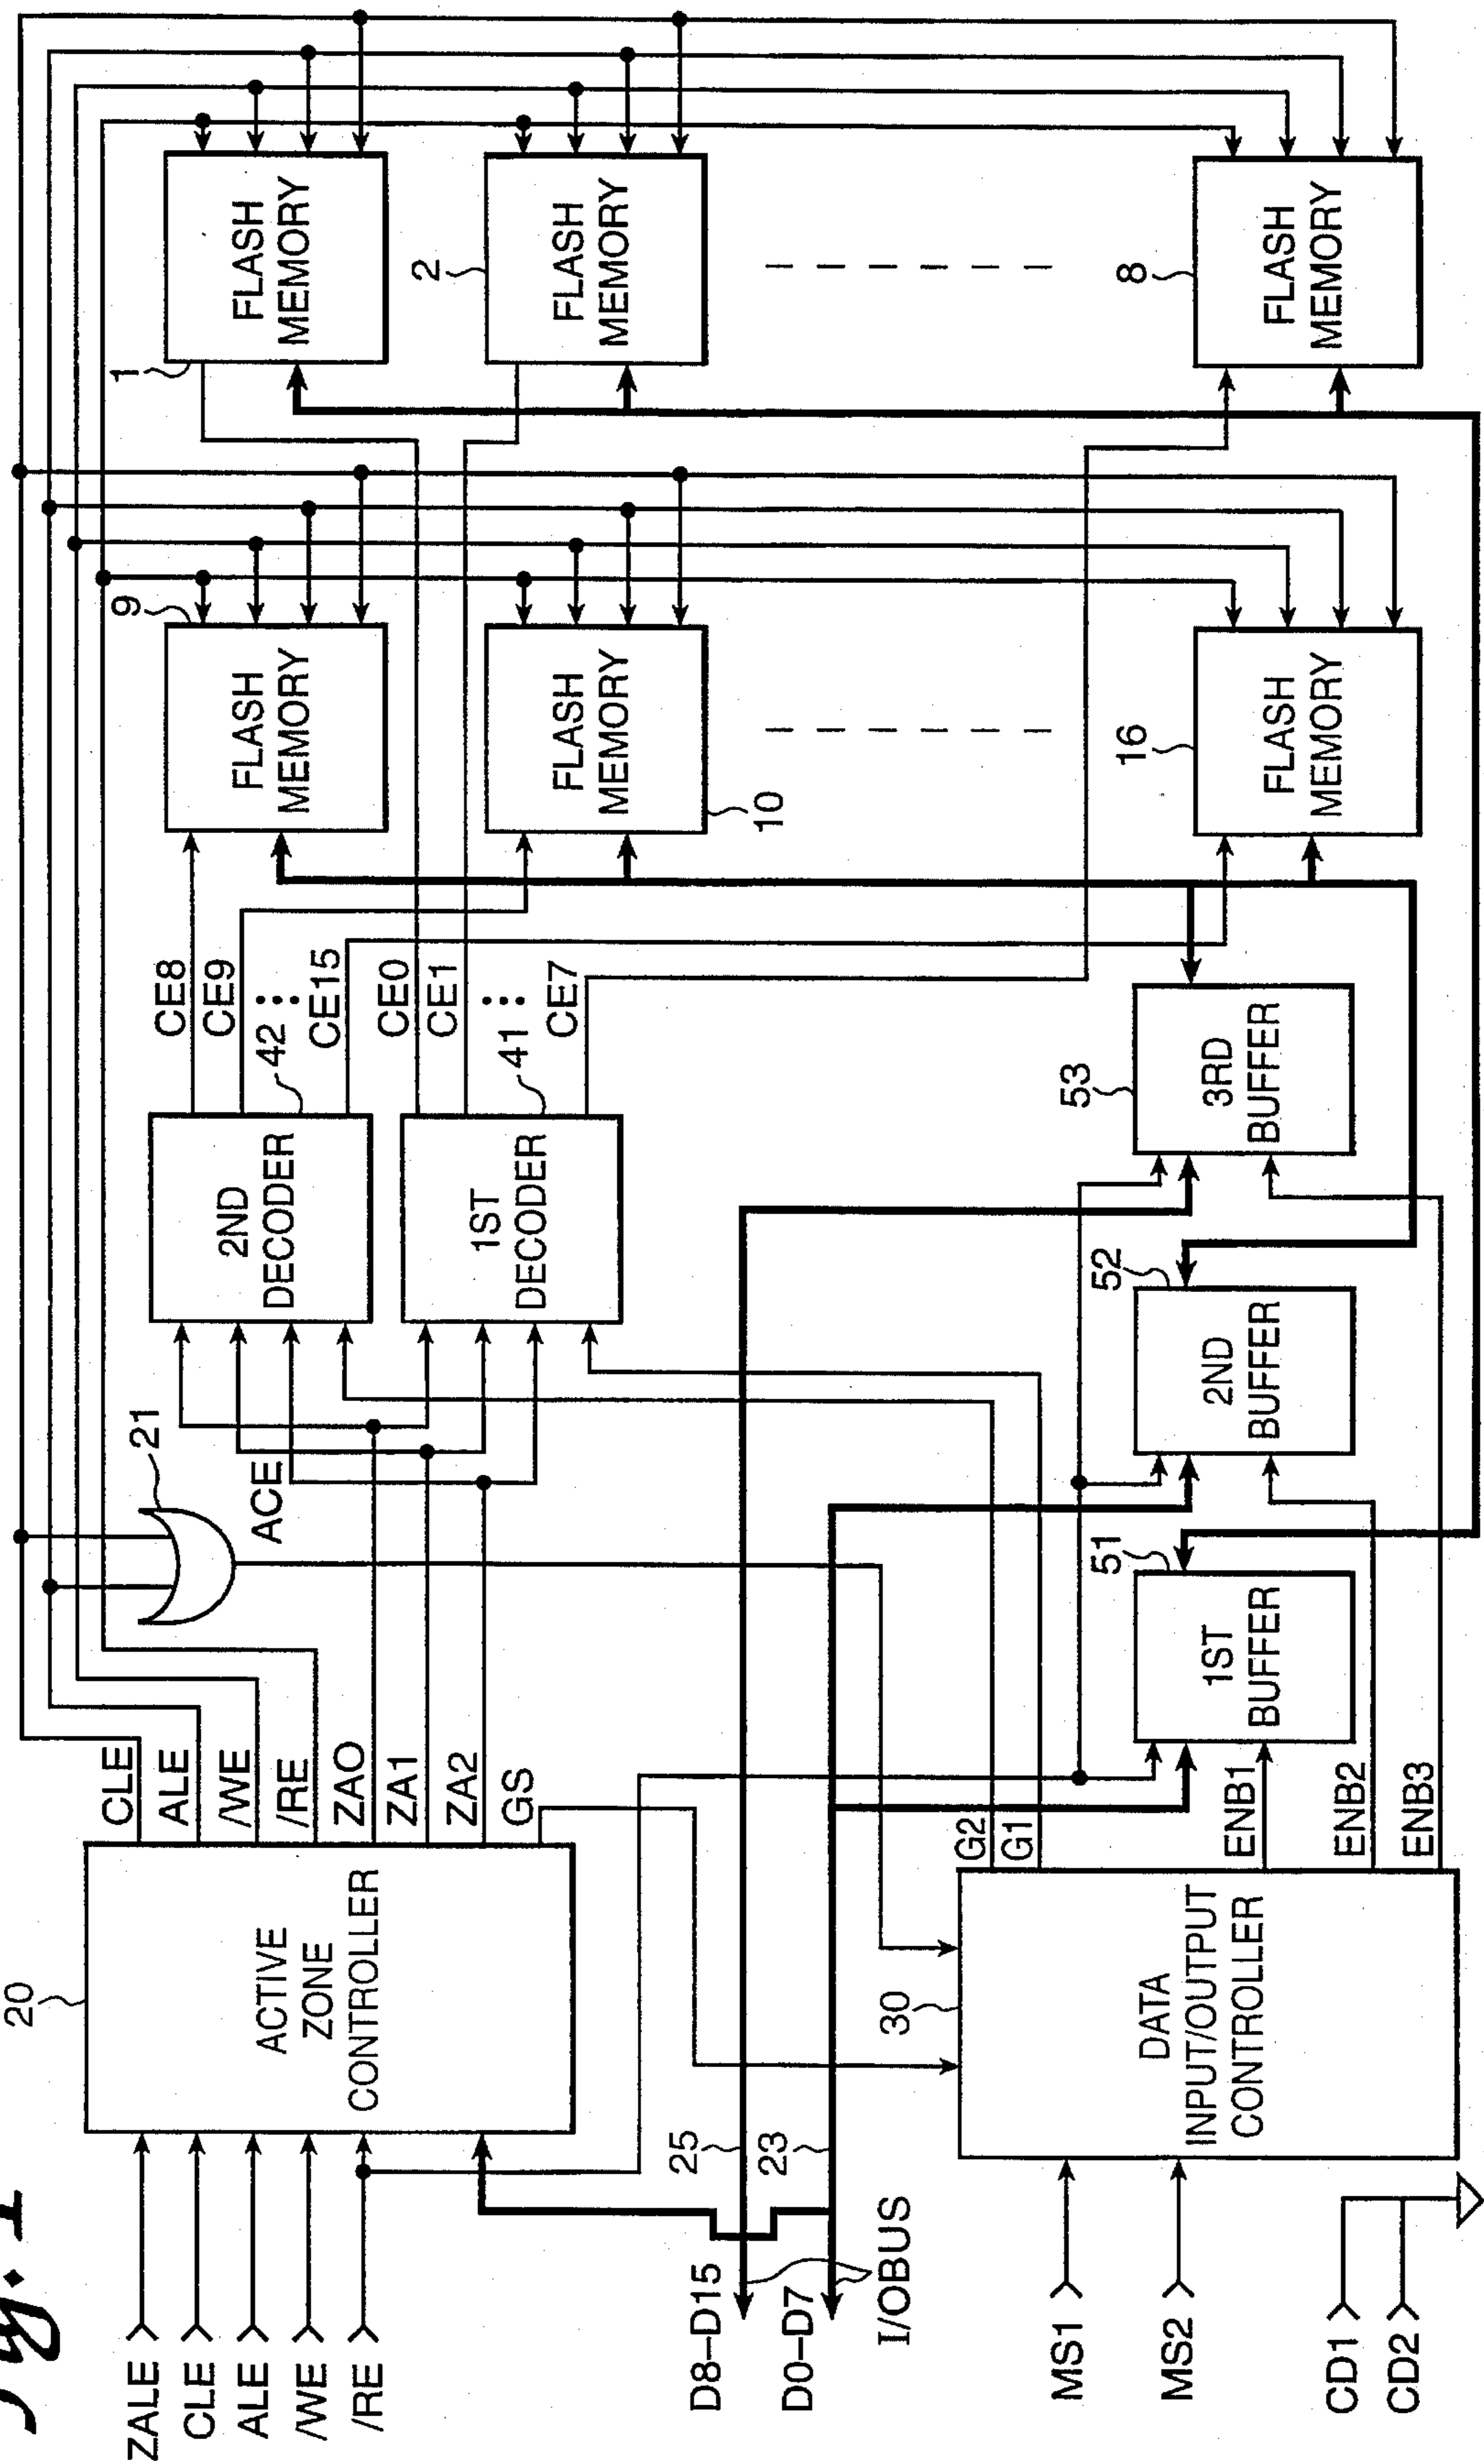 Fig. 1
ZALE
CLE
ALE
/WE
/RE
D8–D15
D0–D7
I/OBUS
MS1
MS2
CD1
CD2
20
ACTIVE
ZONE
CONTROLLER
25
23
30
DATA
INPUT/OUTPUT
CONTROLLER
CLE
ALE
/WE
/RE
ZAO
ZA1
ZA2
GS
G2
G1
ENB1
ENB2
ENB3
21
ACE
51
1ST
BUFFER
52
2ND
BUFFER
53
3RD
BUFFER
2ND
DECODER
42
1ST
DECODER
41
CE8
CE9
CE15
CE0
CE1
CE7
9
FLASH
MEMORY
10
FLASH
MEMORY
16
FLASH
MEMORY
1
FLASH
MEMORY
2
FLASH
MEMORY
8
FLASH
MEMORY